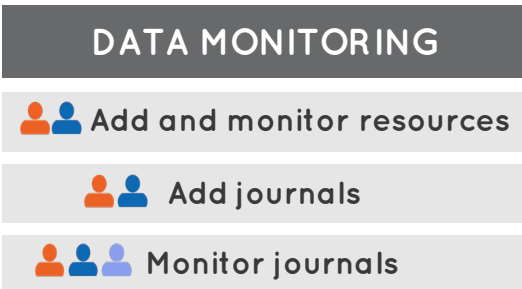 DATA MONITORING
Add and monitor resources
Add journals
Monitor journals